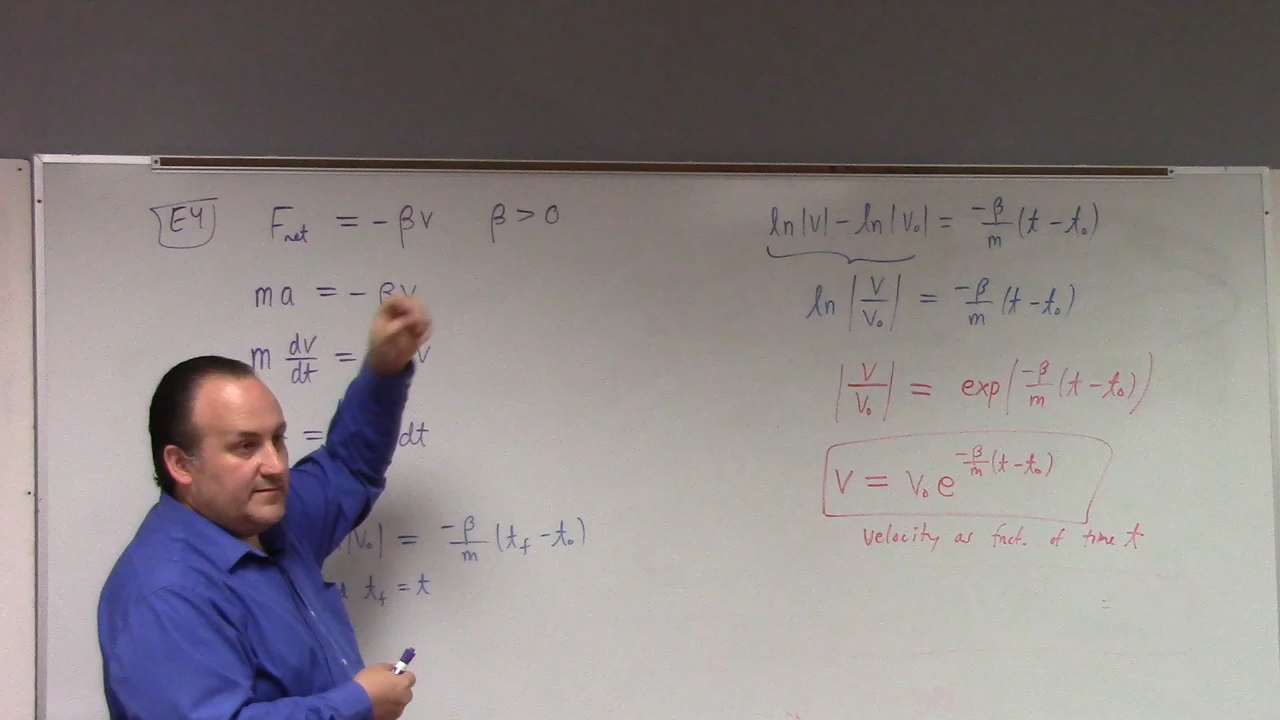 E4 F_net = -βv β > 0
ma = -βv
m dv/dt = v
= dt
|v₀| = -β/m (t_f - t₀)
t_f = t
ln|v| - ln|v₀| = -β/m (t - t₀)
ln |v/v₀| = -β/m (t - t₀)
|v/v₀| = exp(-β/m (t - t₀))
v = v₀ e^(-β/m (t - t₀))
velocity as fnct. of time t